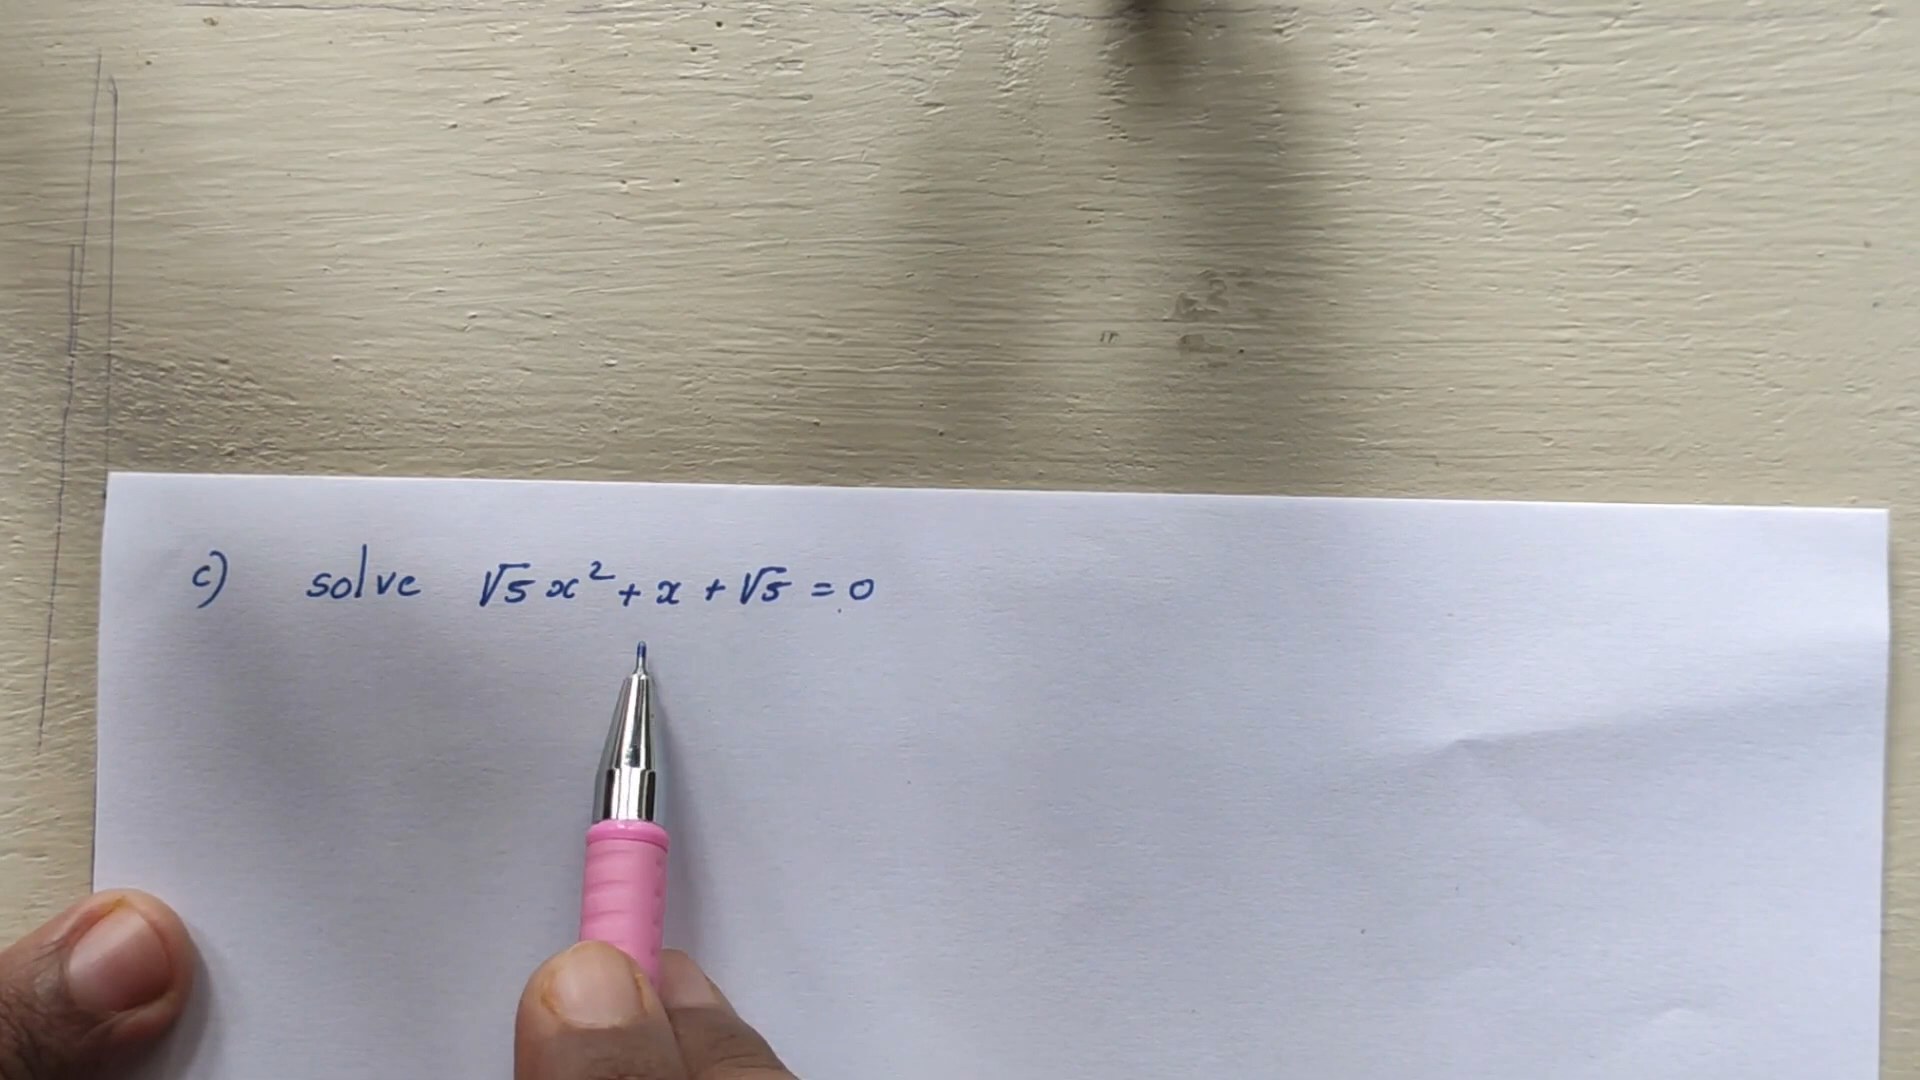 c) solve √5 x² + x + √5 = 0